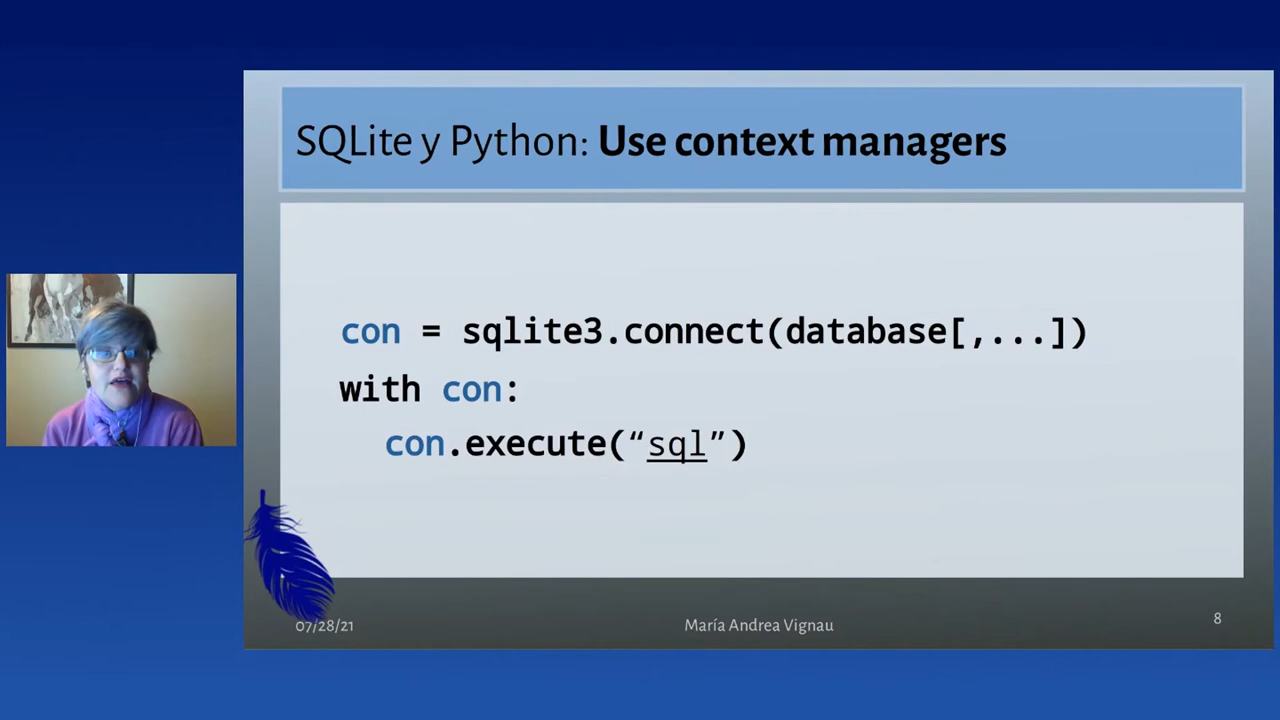 SQLite y Python: Use context managers
con = sqlite3.connect(database[,...])
with con:
con.execute(“sql”)
07/28/21
María Andrea Vignau
8